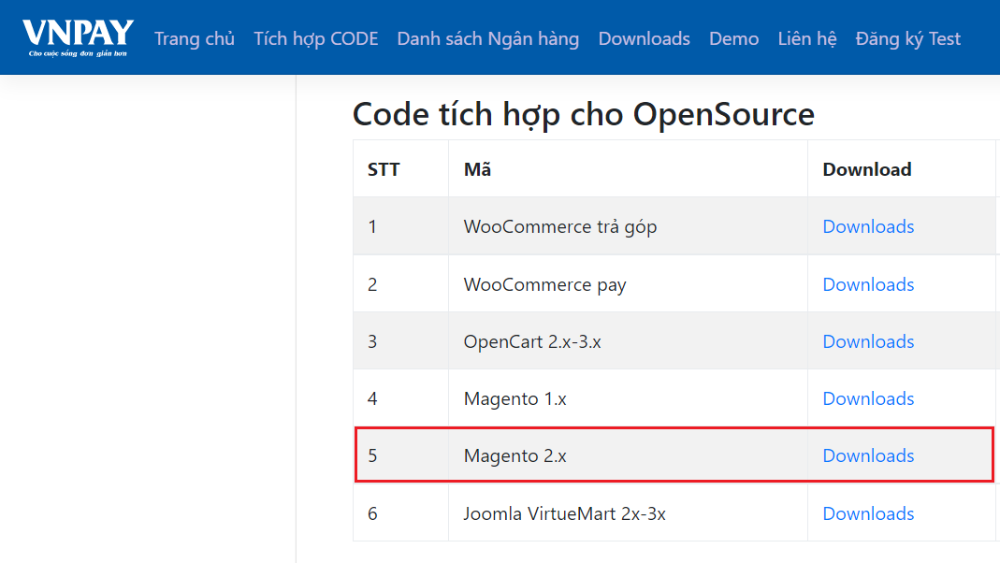 VNPAY
Cho cuộc sống đơn giản hơn
Trang chủ Tích hợp CODE Danh sách Ngân hàng Downloads Demo Liên hệ Đăng ký Test
Code tích hợp cho OpenSource
STT Mã Download
1 WooCommerce trả góp Downloads
2 WooCommerce pay Downloads
3 OpenCart 2.x-3.x Downloads
4 Magento 1.x Downloads
5 Magento 2.x Downloads
6 Joomla VirtueMart 2x-3x Downloads